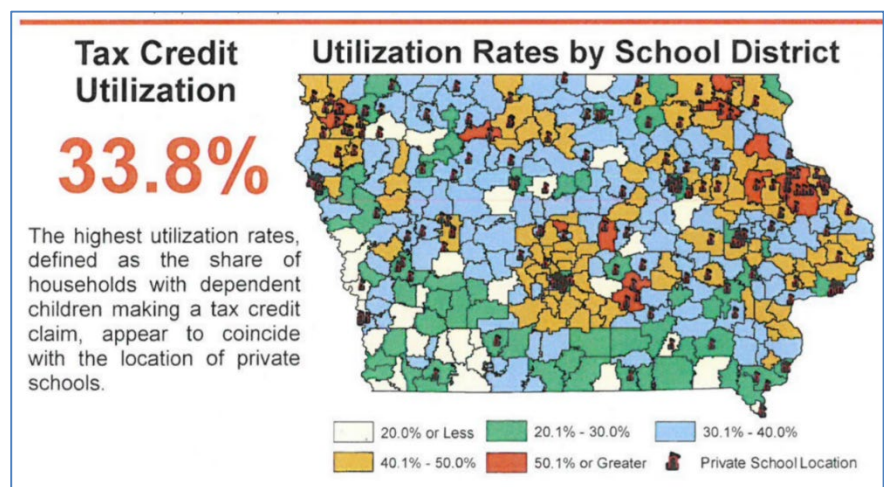 Tax Credit
Utilization
33.8%
The highest utilization rates,
defined as the share of
households with dependent
children making a tax credit
claim, appear to coincide
with the location of private
schools.
Utilization Rates by School District
20.0% or Less
20.1% - 30.0%
30.1% - 40.0%
40.1% - 50.0%
50.1% or Greater
Private School Location